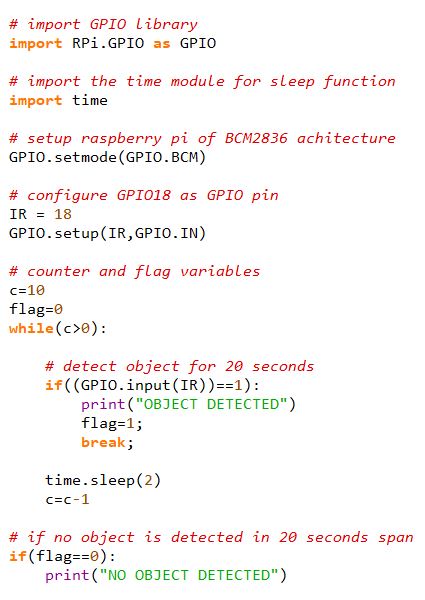 # import GPIO library
import RPi.GPIO as GPIO
# import the time module for sleep function
import time
# setup raspberry pi of BCM2836 achitecture
GPIO.setmode(GPIO.BCM)
# configure GPIO18 as GPIO pin
IR = 18
GPIO.setup(IR,GPIO.IN)
# counter and flag variables
c=10
flag=0
while(c>0):
    # detect object for 20 seconds
    if((GPIO.input(IR))==1):
        print("OBJECT DETECTED")
        flag=1;
        break;
    time.sleep(2)
    c=c-1
# if no object is detected in 20 seconds span
if(flag==0):
    print("NO OBJECT DETECTED")